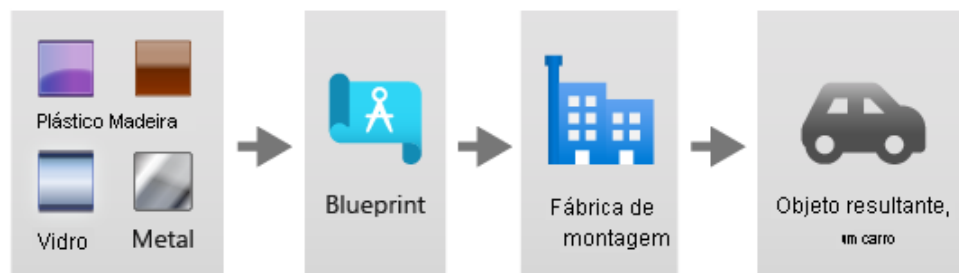 Plástico Madeira
Vidro Metal
Blueprint
Fábrica de
montagem
Objeto resultante,
um carro